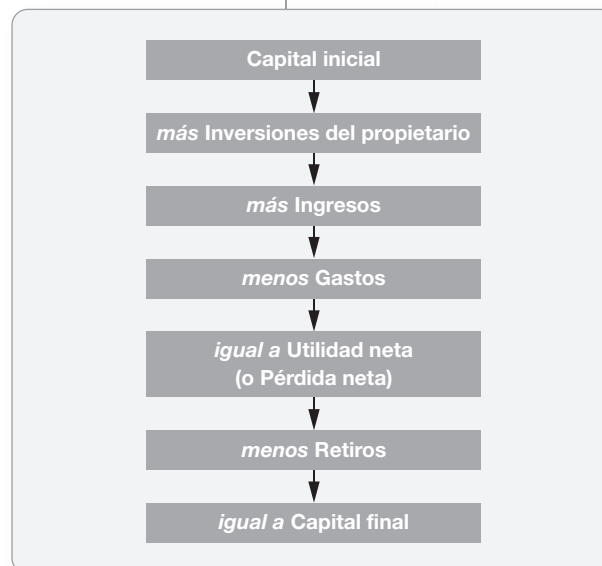 Capital inicial
más Inversiones del propietario
más Ingresos
menos Gastos
igual a Utilidad neta
(o Pérdida neta)
menos Retiros
igual a Capital final